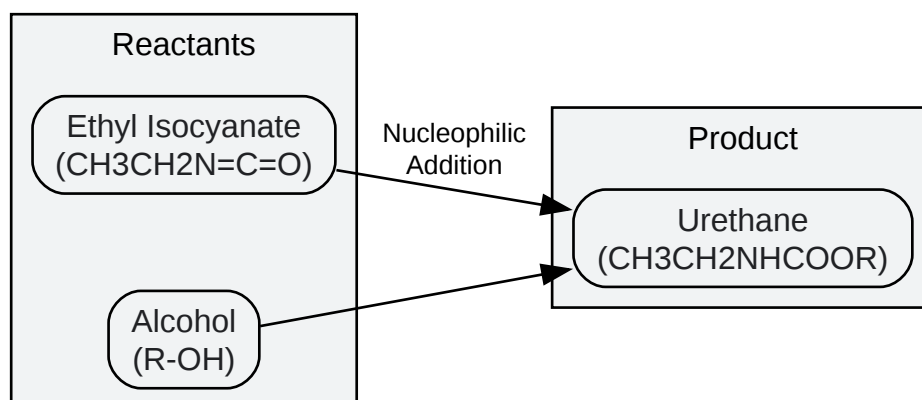 Reactants
Ethyl Isocyanate
(CH3CH2N=C=O)
Alcohol
(R-OH)
Nucleophilic
Addition
Product
Urethane
(CH3CH2NHCOOR)